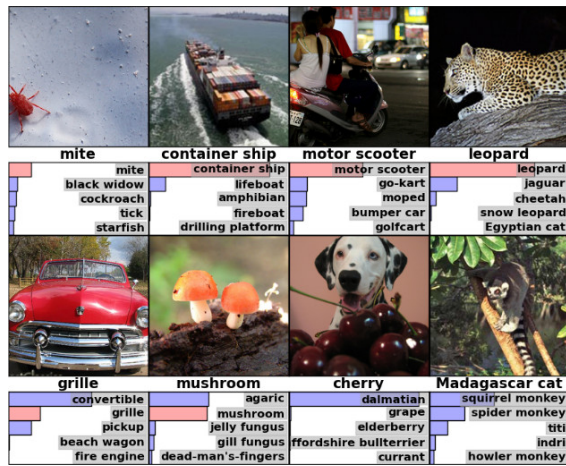 mite
container ship
motor scooter
leopard
mite
black widow
cockroach
tick
starfish
container ship
lifeboat
amphibian
fireboat
drilling platform
motor scooter
go-kart
moped
bumper car
golfcart
leopard
jaguar
cheetah
snow leopard
Egyptian cat
grille
mushroom
cherry
Madagascar cat
convertible
grille
pickup
beach wagon
fire engine
agaric
mushroom
jelly fungus
gill fungus
dead-man's-fingers
dalmatian
grape
elderberry
ffordshire bullterrier
currant
squirrel monkey
spider monkey
titi
indri
howler monkey